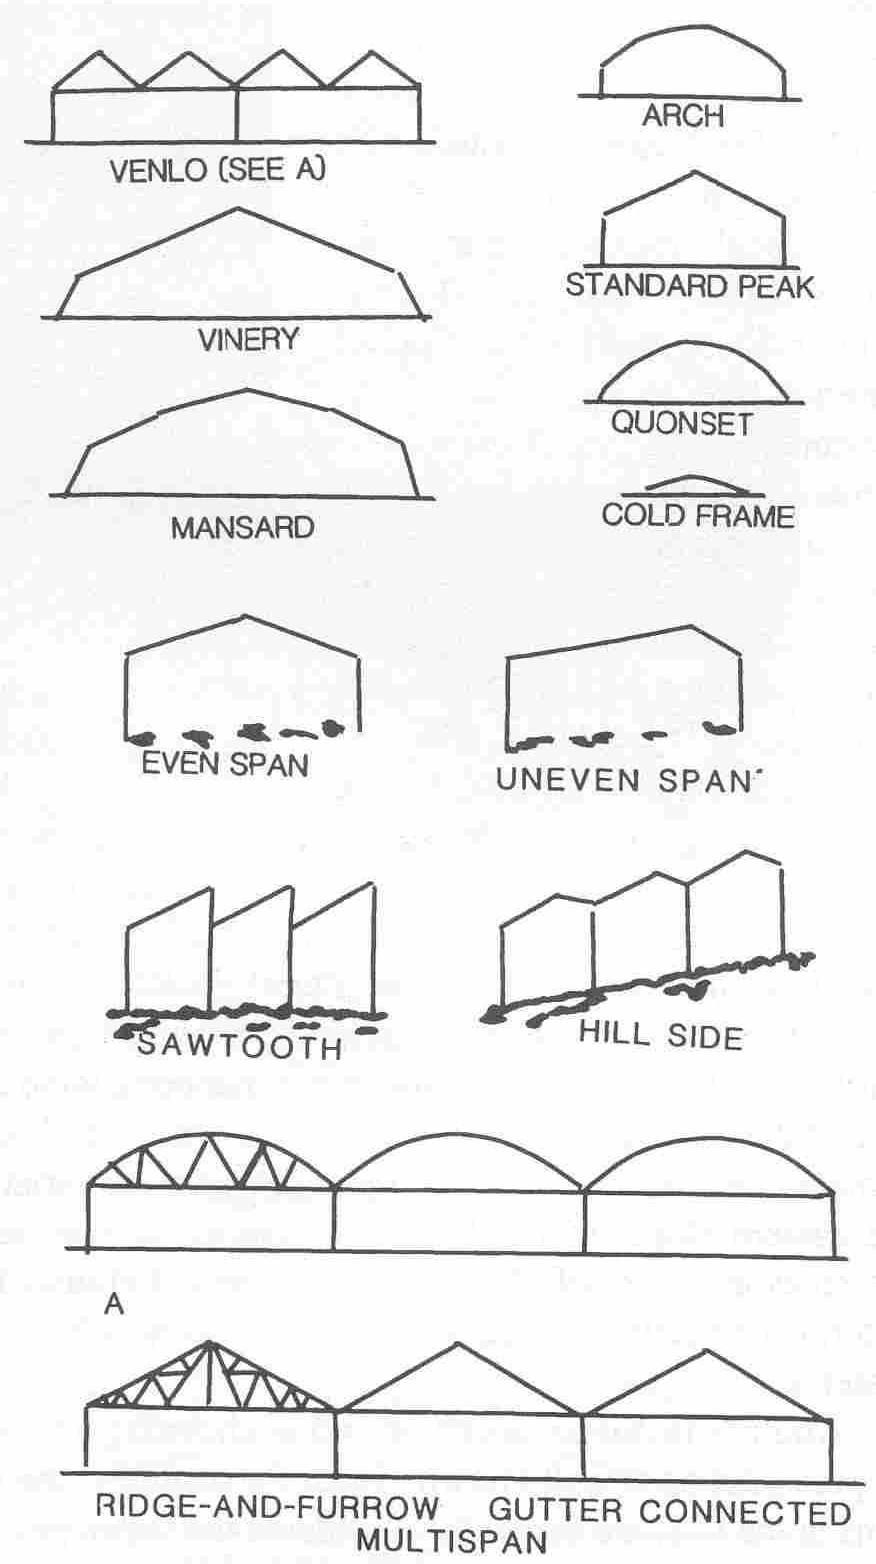 VENLO (SEE A)
ARCH
STANDARD PEAK
VINERY
QUONSET
MANSARD
COLD FRAME
EVEN SPAN
UNEVEN SPAN
SAWTOOTH
HILL SIDE
A
RIDGE-AND-FURROW GUTTER CONNECTED
MULTISPAN